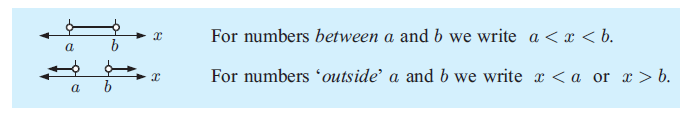 a b x For numbers between a and b we write a < x < b.
a b x For numbers ‘outside’ a and b we write x < a or x > b.